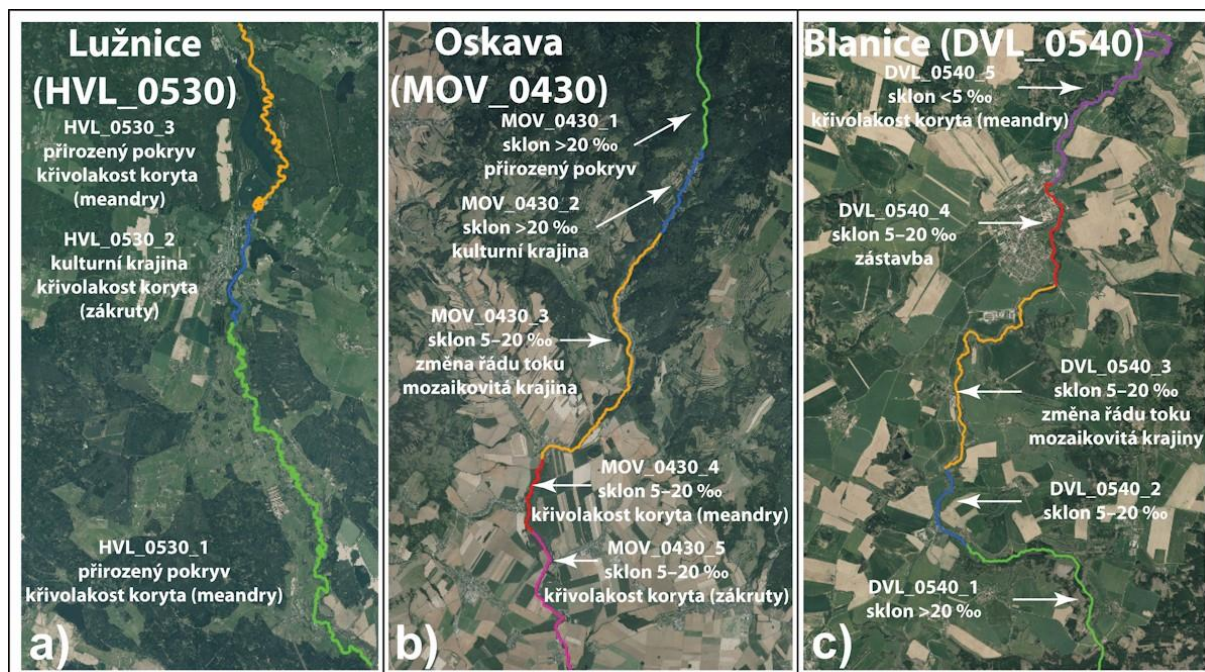 Lužnice
(HVL_0530)
HVL_0530_3
přirozený pokryv
křivolakost koryta
(meandry)
HVL_0530_2
kulturní krajina
křivolakost koryta
(zákruty)
HVL_0530_1
přirozený pokryv
křivolakost koryta (meandry)
a)
Oskava
(MOV_0430)
MOV_0430_1
sklon >20 ‰
přirozený pokryv
MOV_0430_2
sklon >20 ‰
kulturní krajina
MOV_0430_3
sklon 5–20 ‰
změna řádu toku
mozaikovitá krajina
MOV_0430_4
sklon 5–20 ‰
křivolakost koryta (meandry)
MOV_0430_5
sklon 5–20 ‰
křivolakost koryta (zákruty)
b)
Blanice (DVL_0540)
DVL_0540_5
sklon <5 ‰
křivolakost koryta (meandry)
DVL_0540_4
sklon 5–20 ‰
zástavba
DVL_0540_3
sklon 5–20 ‰
změna řádu toku
mozaikovitá krajiny
DVL_0540_2
sklon 5–20 ‰
DVL_0540_1
sklon >20 ‰
c)